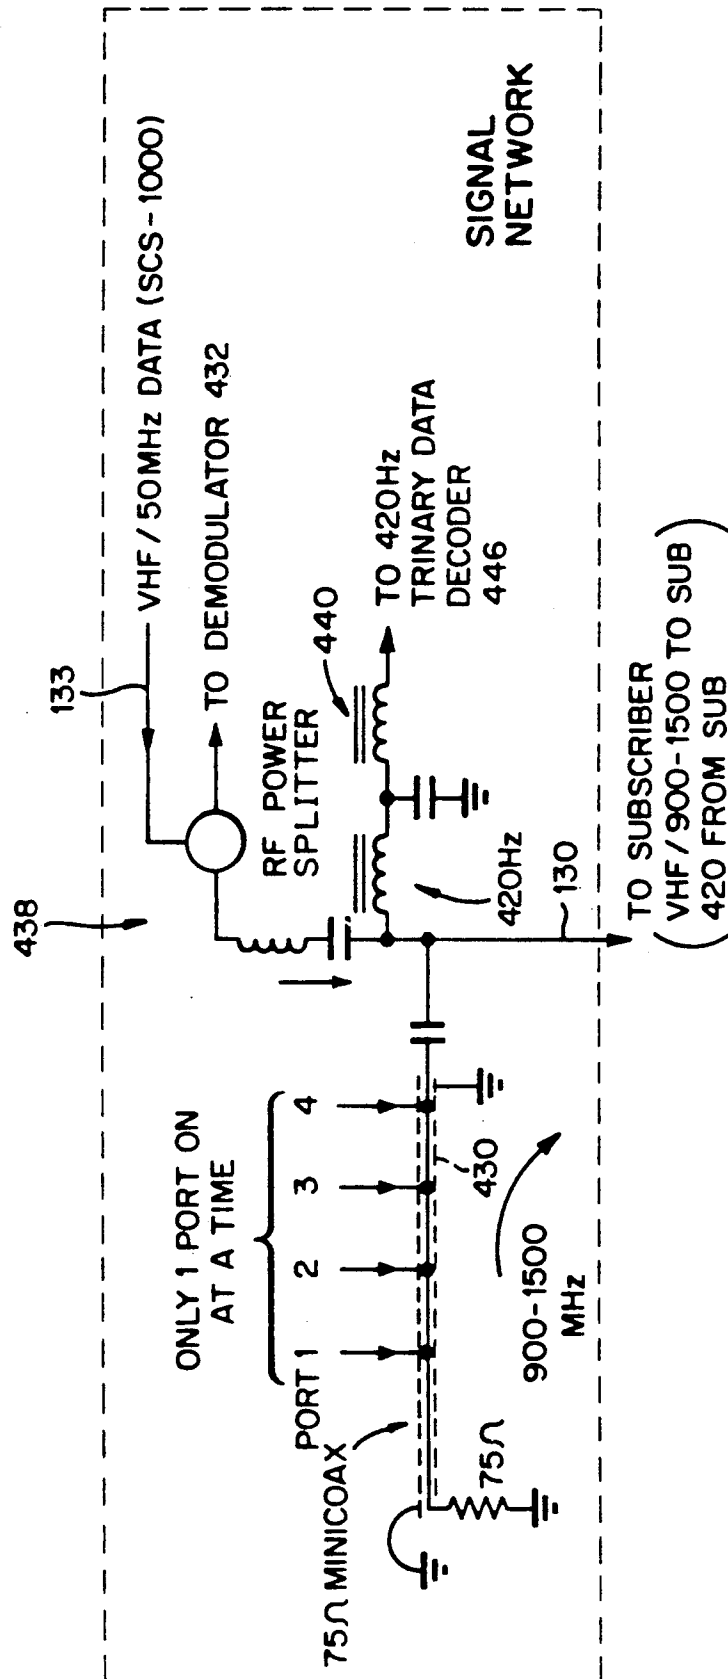 438
133
VHF/50MHz DATA (SCS-1000)
TO DEMODULATOR 432
RF POWER
SPLITTER
440
TO 420Hz
TRINARY DATA
DECODER
446
SIGNAL
NETWORK
ONLY 1 PORT ON
AT A TIME
PORT 1
2
3
4
75Ω MINICOAX
75Ω
430
900-1500
MHz
420Hz
130
TO SUBSCRIBER
(VHF/900-1500 TO SUB
420 FROM SUB)